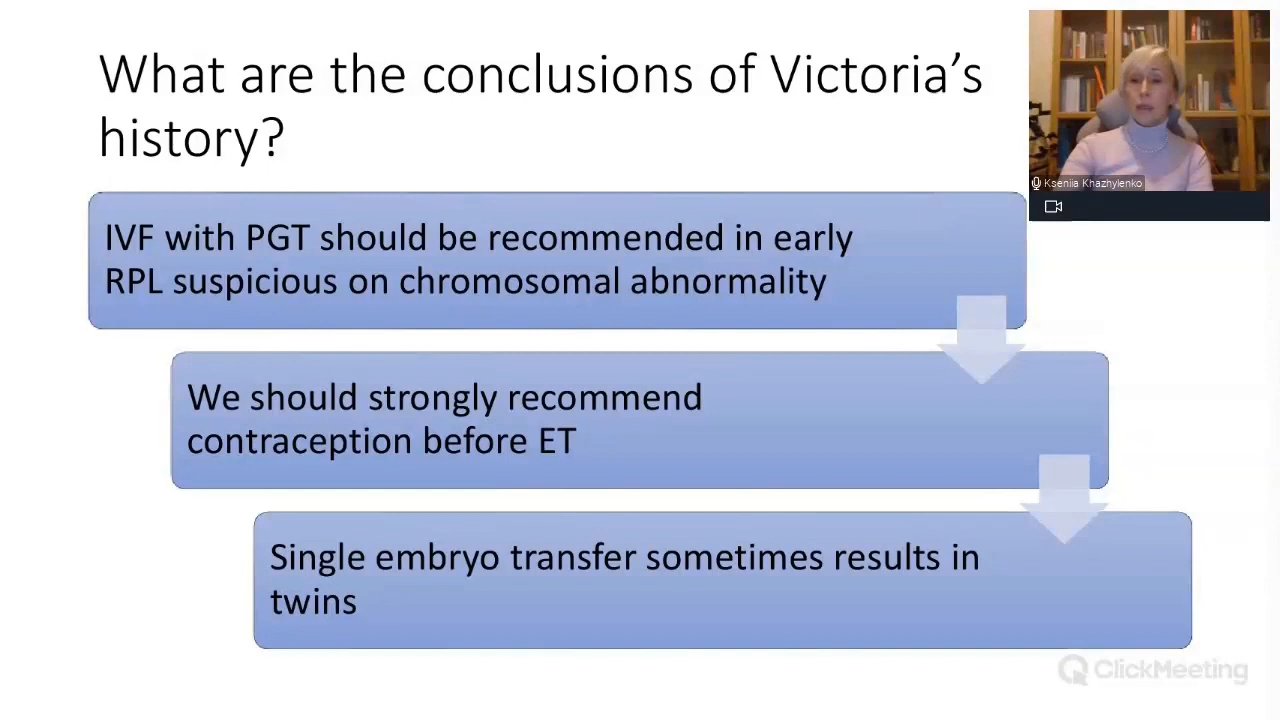 What are the conclusions of Victoria’s
history?
Kseniia Khazhylenko
IVF with PGT should be recommended in early
RPL suspicious on chromosomal abnormality
We should strongly recommend
contraception before ET
Single embryo transfer sometimes results in
twins
ClickMeeting